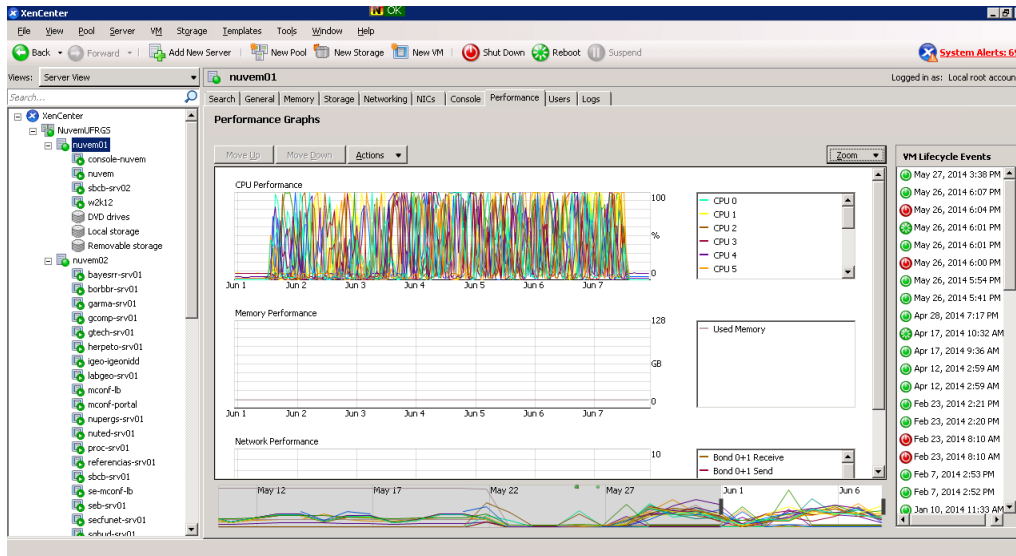 XenCenter
N OK
File View Pool Server VM Storage Templates Tools Window Help
Back Forward Add New Server New Pool New Storage New VM Shut Down Reboot Suspend System Alerts: 69
Views: Server View
nuvem01
Logged in as: Local root accoun
Search...
Search General Memory Storage Networking NICs Console Performance Users Logs
XenCenter
NuvemUFRGS
nuvem01
console-nuvem
nuvem
sbcb-srv02
w2k12
DVD drives
Local storage
Removable storage
nuvem02
bayesrr-srv01
borbbr-srv01
garma-srv01
gcomp-srv01
gtech-srv01
herpeto-srv01
igeo-igeonidd
labgeo-srv01
mconf-lb
mconf-portal
nupergs-srv01
nuted-srv01
proc-srv01
referencias-srv01
sbcb-srv01
se-mconf-lb
seb-srv01
secfunet-srv01
Performance Graphs
Move Up Move Down Actions Zoom
CPU Performance
100
%
0
Jun 1 Jun 2 Jun 3 Jun 4 Jun 5 Jun 6 Jun 7
CPU 0
CPU 1
CPU 2
CPU 3
CPU 4
CPU 5
Memory Performance
128
GB
0
Jun 1 Jun 2 Jun 3 Jun 4 Jun 5 Jun 6 Jun 7
Used Memory
Network Performance
10
Bond 0+1 Receive
Bond 0+1 Send
May 12 May 17 May 22 May 27 Jun 1 Jun 6
VM Lifecycle Events
May 27, 2014 3:38 PM
May 26, 2014 6:07 PM
May 26, 2014 6:04 PM
May 26, 2014 6:01 PM
May 26, 2014 6:01 PM
May 26, 2014 6:00 PM
May 26, 2014 5:54 PM
May 26, 2014 5:41 PM
Apr 28, 2014 7:17 PM
Apr 17, 2014 10:32 AM
Apr 17, 2014 9:36 AM
Apr 12, 2014 2:59 AM
Apr 12, 2014 2:59 AM
Feb 23, 2014 2:21 PM
Feb 23, 2014 2:20 PM
Feb 23, 2014 8:10 AM
Feb 23, 2014 8:10 AM
Feb 7, 2014 2:53 PM
Feb 7, 2014 2:52 PM
Jan 10, 2014 11:33 AM